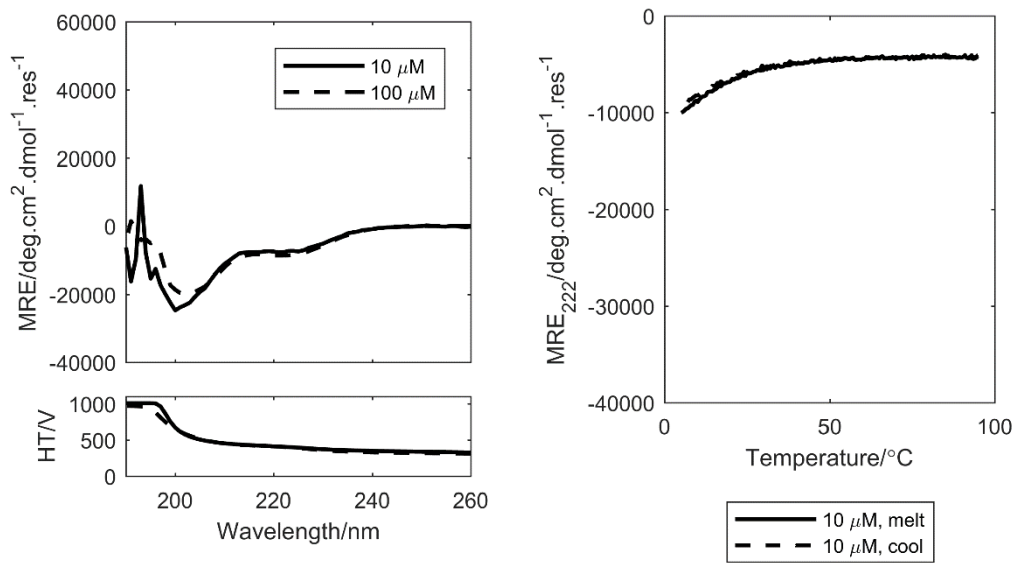 60000
40000
20000
0
-20000
-40000
MRE/deg.cm².dmol⁻¹.res⁻¹
10 μM
100 μM
1000
500
0
HT/V
200
220
240
260
Wavelength/nm
0
-10000
-20000
-30000
-40000
MRE₂₂₂/deg.cm².dmol⁻¹.res⁻¹
0
50
100
Temperature/°C
10 μM, melt
10 μM, cool